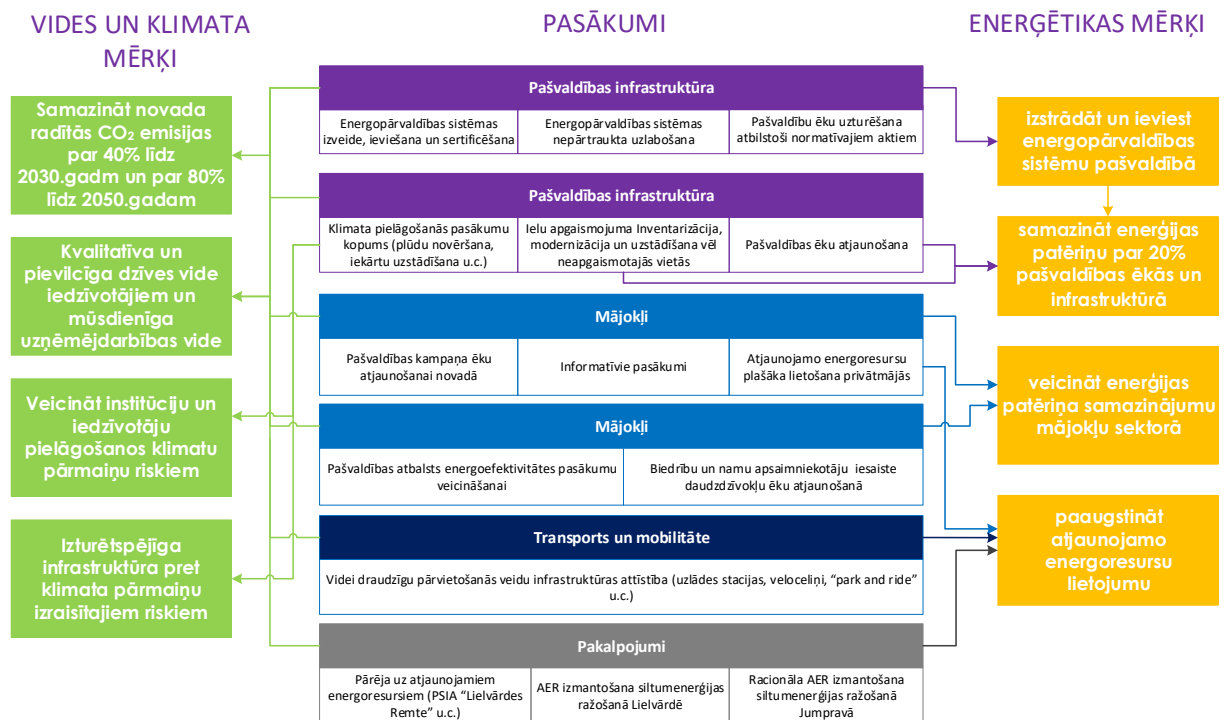 VIDES UN KLIMATA
MĒRĶI
PASĀKUMI
ENERĢĒTIKAS MĒRĶI
Samazināt novada
radītās CO₂ emisijas
par 40% līdz
2030.gadm un par 80%
līdz 2050.gadam
Kvalitatīva un
pievilcīga dzīves vide
iedzīvotājiem un
mūsdienīga
uzņēmējdarbības vide
Veicināt institūciju un
iedzīvotāju
pielāgošanos klimatu
pārmaiņu riskiem
Izturētspējīga
infrastruktūra pret
klimata pārmaiņu
izraisītajiem riskiem
Pašvaldības infrastruktūra
Energopārvaldības sistēmas
izveide, ieviešana un sertificēšana
Energopārvaldības sistēmas
nepārtraukta uzlabošana
Pašvaldību ēku uzturēšana
atbilstoši normatīvajiem aktiem
Pašvaldības infrastruktūra
Klimata pielāgošanās pasākumu
kopums (plūdu novēršana,
iekārtu uzstādīšana u.c.)
Ielu apgaismojuma Inventarizācija,
modernizācija un uzstādīšana vēl
neapgaismotajās vietās
Pašvaldības ēku atjaunošana
Mājokļi
Pašvaldības kampaņa ēku
atjaunošanai novadā
Informatīvie pasākumi
Atjaunojamo energoresursu
plašāka lietošana privātmājās
Mājokļi
Pašvaldības atbalsts energoefektivitātes pasākumu
veicināšanai
Biedrību un namu apsaimniekotāju iesaiste
daudzdzīvokļu ēku atjaunošanā
Transports un mobilitāte
Videi draudzīgu pārvietošanās veidu infrastruktūras attīstība (uzlādes stacijas, veloceliņi, “park and ride”
u.c.)
Pakalpojumi
Pārēja uz atjaunojamiem
energoresursiem (PSIA “Lielvārdes
Remte” u.c.)
AER izmantošana siltumenerģijas
ražošanā Lielvārdē
Racionāla AER izmantošana
siltumenerģijas ražošanā
Jumpravā
izstrādāt un ieviest
energopārvaldības
sistēmu pašvaldībā
samazināt enerģijas
patēriņu par 20%
pašvaldības ēkās un
infrastruktūrā
veicināt enerģijas
patēriņa samazinājumu
mājokļu sektorā
paaugstināt
atjaunojamo
energoresursu
lietojumu